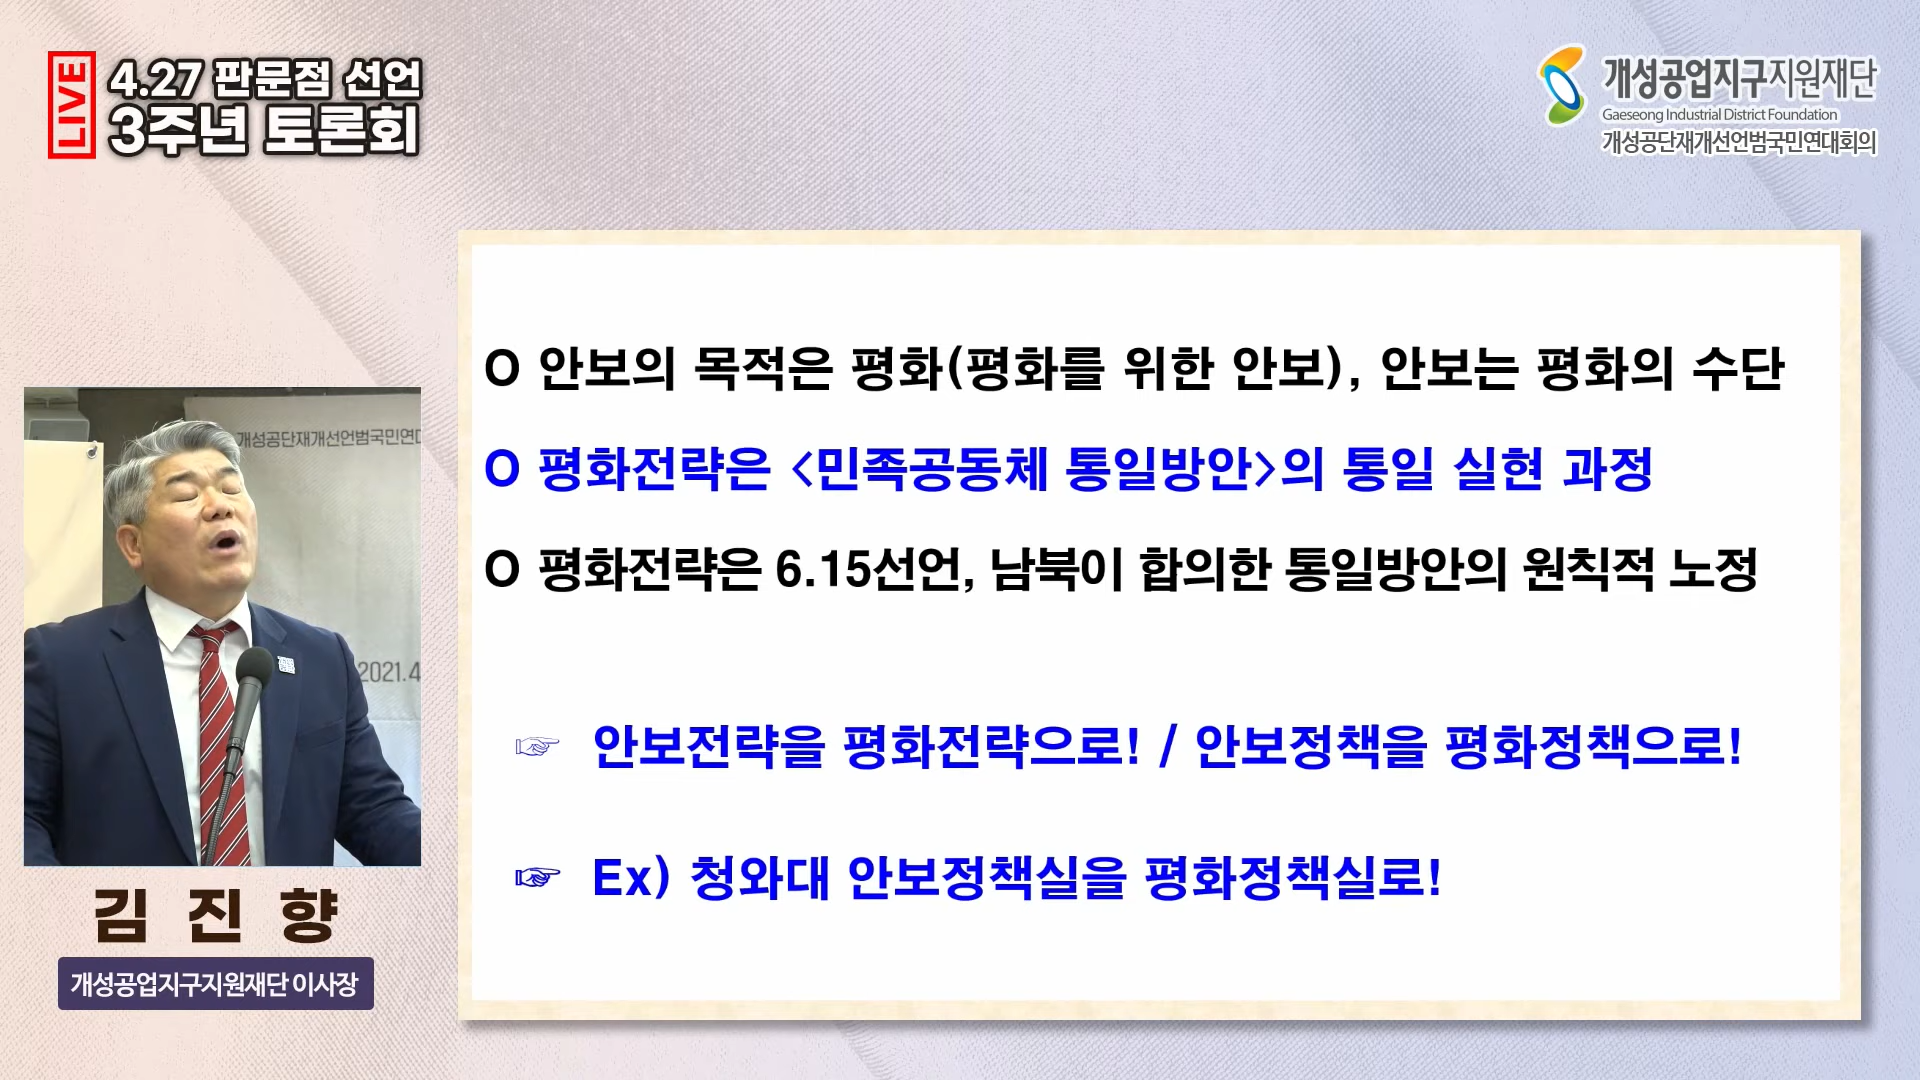 LIVE
4.27 판문점 선언
3주년 토론회
개성공업지구지원재단
Gaeseong Industrial District Foundation
개성공단재개선언범국민연대회의
O 안보의 목적은 평화(평화를 위한 안보), 안보는 평화의 수단
O 평화전략은 <민족공동체 통일방안>의 통일 실현 과정
O 평화전략은 6.15선언, 남북이 합의한 통일방안의 원칙적 노정
☞ 안보전략을 평화전략으로! / 안보정책을 평화정책으로!
☞ Ex) 청와대 안보정책실을 평화정책실로!
개성공단재개선언범국민연대
2021.4
김 진 향
개성공업지구지원재단 이사장